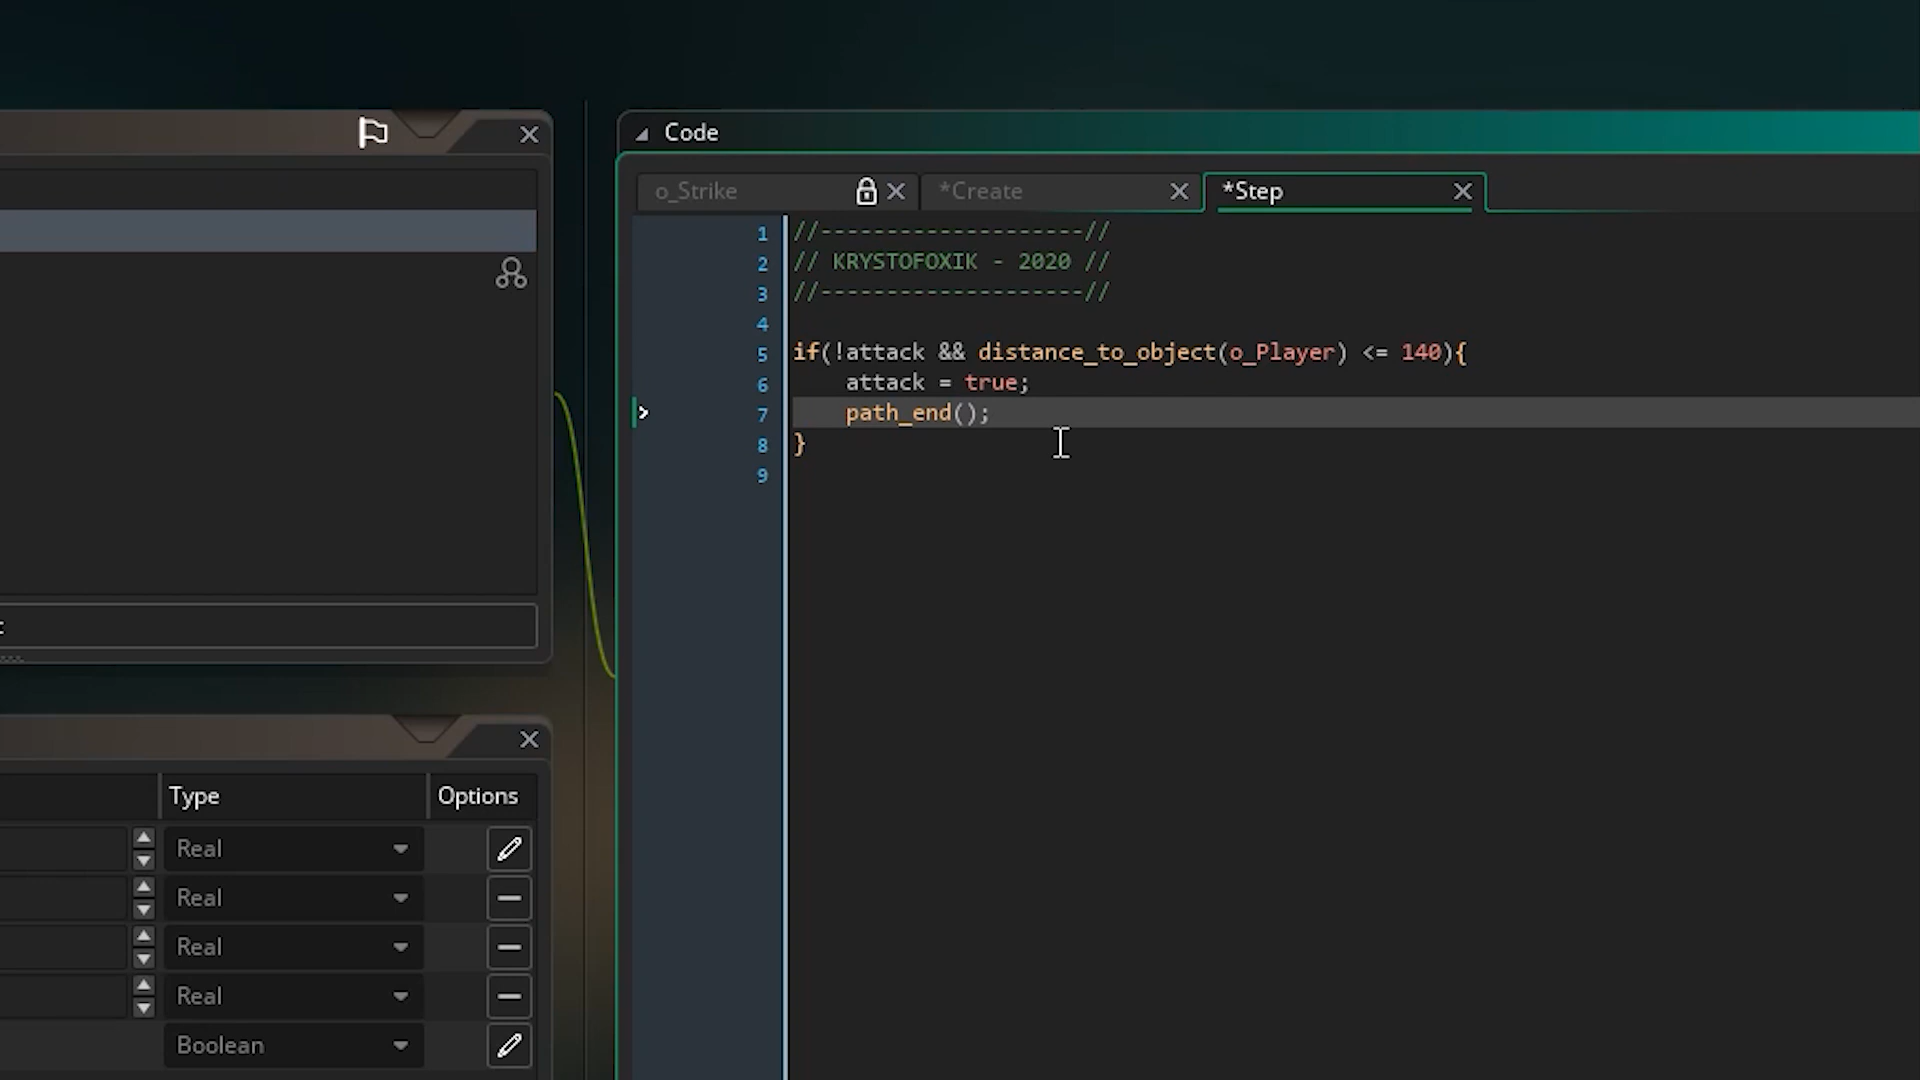 Code
o_Strike
*Create
*Step
1 //--------------------//
2 // KRYSTOFOXIK - 2020 //
3 //--------------------//
4
5 if(!attack && distance_to_object(o_Player) <= 140){
6 attack = true;
7 path_end();
8 }
9
Type Options
Real
Real
Real
Real
Boolean